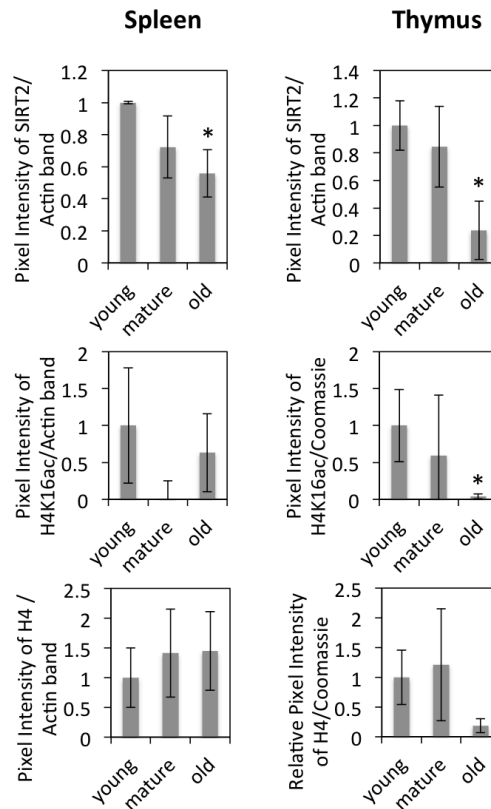 Spleen
Pixel Intensity of SIRT2/
Actin band
1.2
1
0.8
0.6
0.4
0.2
0
*
young
mature
old
Thymus
Pixel Intensity of SIRT2/
Actin band
1.4
1.2
1
0.8
0.6
0.4
0.2
0
*
young
mature
old
Pixel Intensity of
H4K16ac/Actin band
2
1.5
1
0.5
0
young
mature
old
Pixel Intensity of
H4K16ac/Coomassie
2
1.5
1
0.5
0
*
young
mature
old
Pixel Intensity of H4 /
Actin band
2.5
2
1.5
1
0.5
0
young
mature
old
Relative Pixel Intensity
of H4/Coomassie
2.5
2
1.5
1
0.5
0
young
mature
old